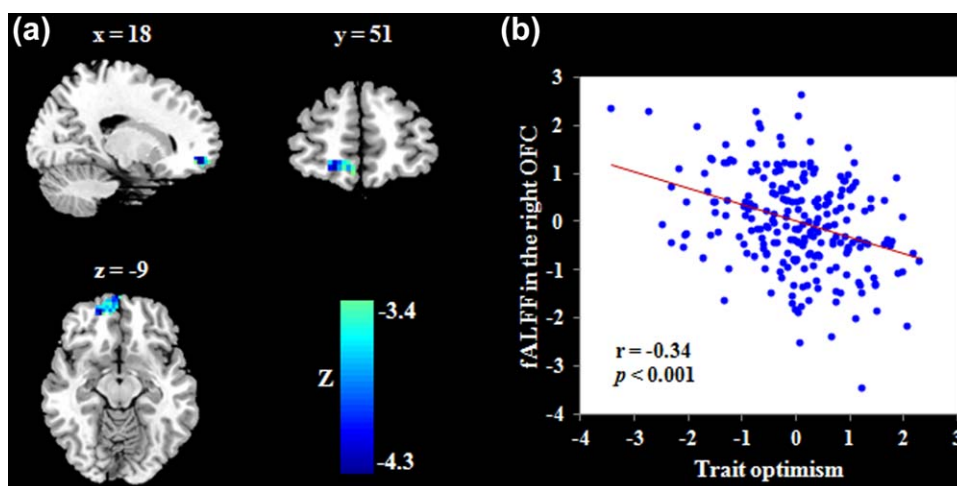 (a)
x = 18
y = 51
z = -9
Z
-3.4
-4.3
(b)
fALFF in the right OFC
3
2
1
0
-1
-2
-3
-4
r = -0.34
p < 0.001
-4 -3 -2 -1 0 1 2 3
Trait optimism